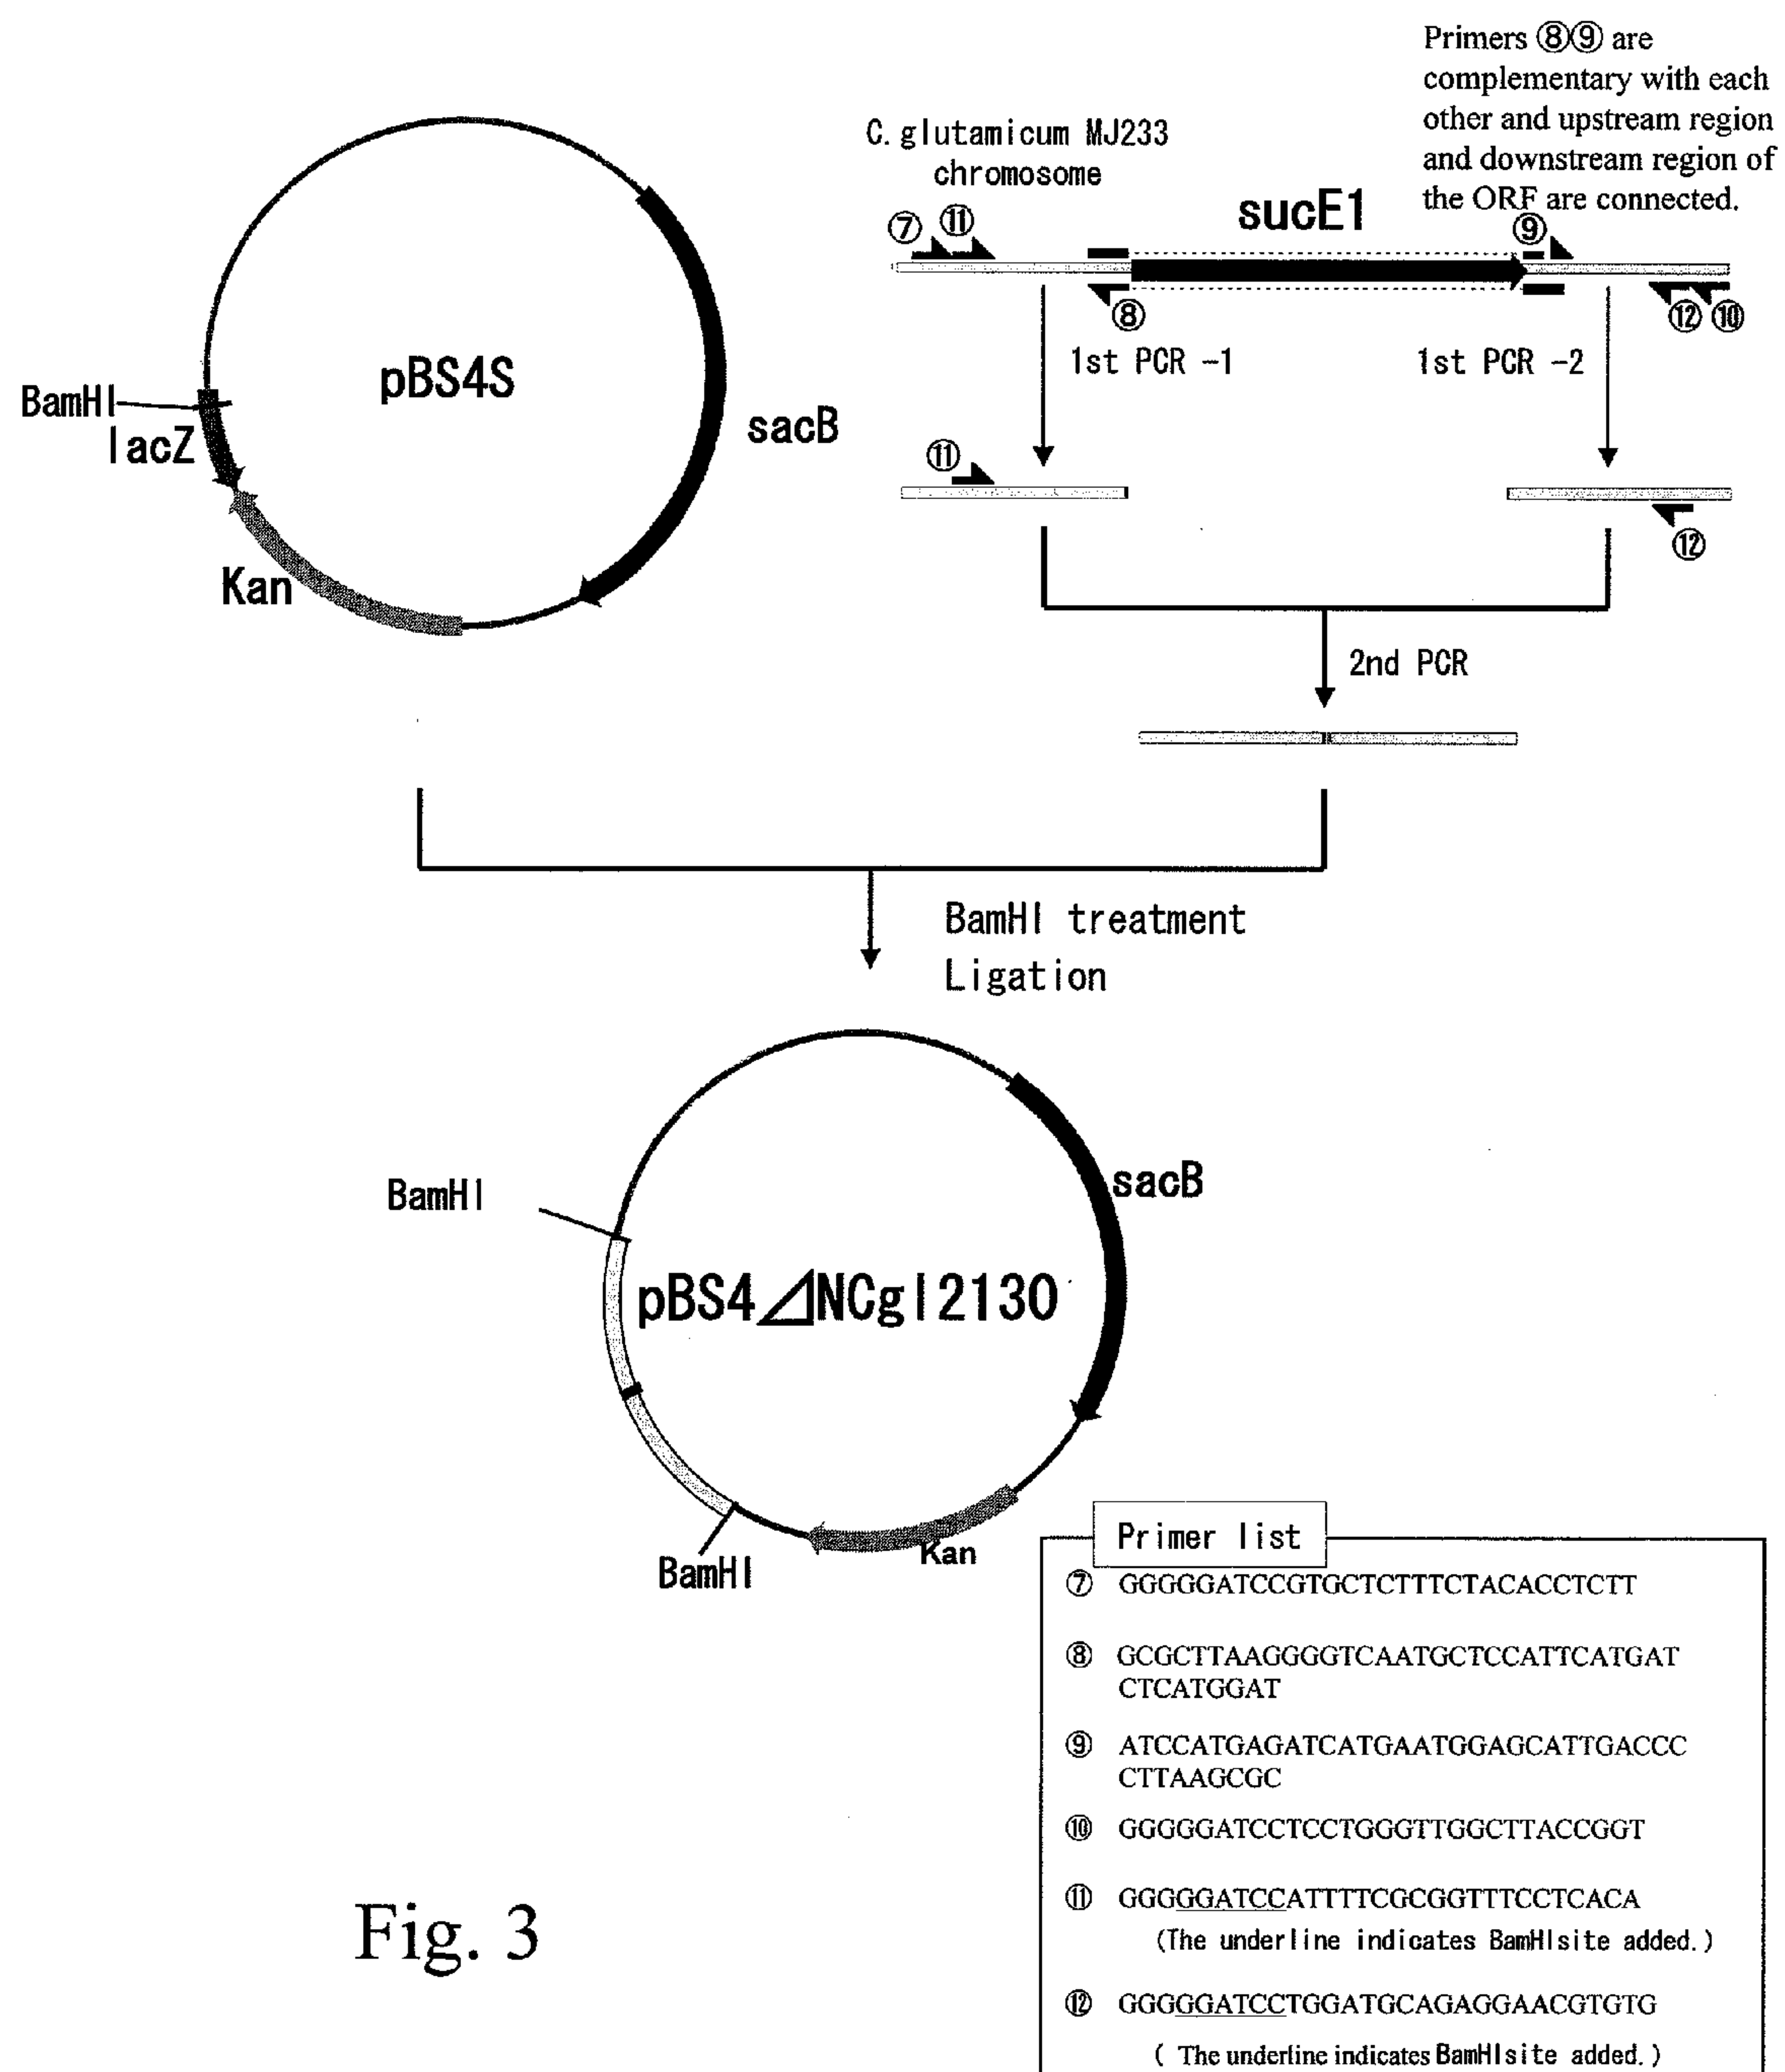 Primers ⑧⑨ are
complementary with each
other and upstream region
and downstream region of
the ORF are connected.
C. glutamicum MJ233
chromosome
sucE1
⑦ ⑪
⑨
⑧
⑫ ⑩
pBS4S
BamHI
lacZ
sacB
Kan
1st PCR -1
1st PCR -2
⑪
⑫
2nd PCR
BamHI treatment
Ligation
BamHI
sacB
pBS4⊿NCgl2130
Kan
BamHI
Primer list
⑦ GGGGGATCCGTGCTCTTTCTACACCTCTT
⑧ GCGCTTAAGGGGTCAATGCTCCATTCATGAT
CTCATGGAT
⑨ ATCCATGAGATCATGAATGGAGCATTGACCC
CTTAAGCGC
⑩ GGGGGATCCTCCTGGGTTGGCTTACCGGT
⑪ GGGGGATCCATTTTCGCGGTTTCCTCACA
(The underline indicates BamHIsite added.)
⑫ GGGGGATCCTGGATGCAGAGGAACGTGTG
( The underline indicates BamHIsite added.)
Fig. 3